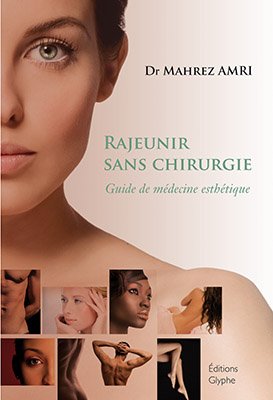 Dr Mahrez AMRI
RAJEUNIR
SANS CHIRURGIE
Guide de médecine esthétique
Éditions
Glyphe